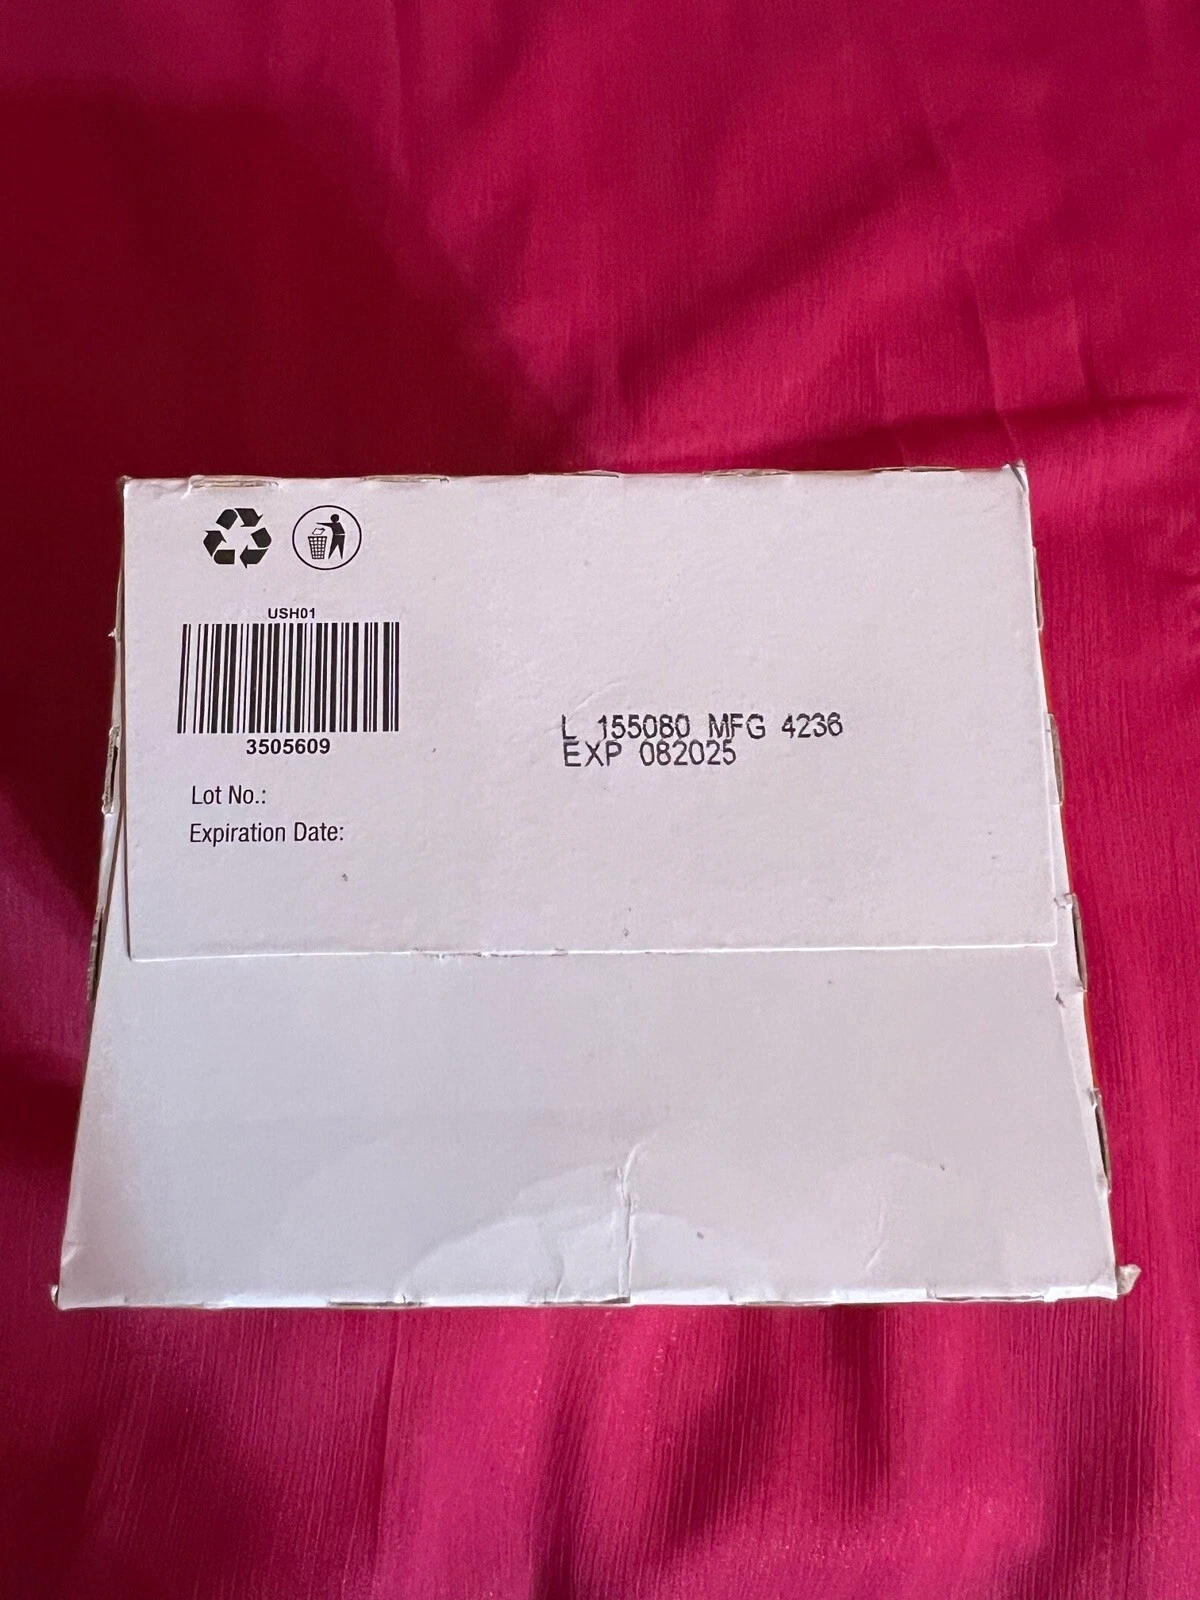 USH01
3505609
Lot No.:
Expiration Date:
L 155080 MFG 4236
EXP 082025